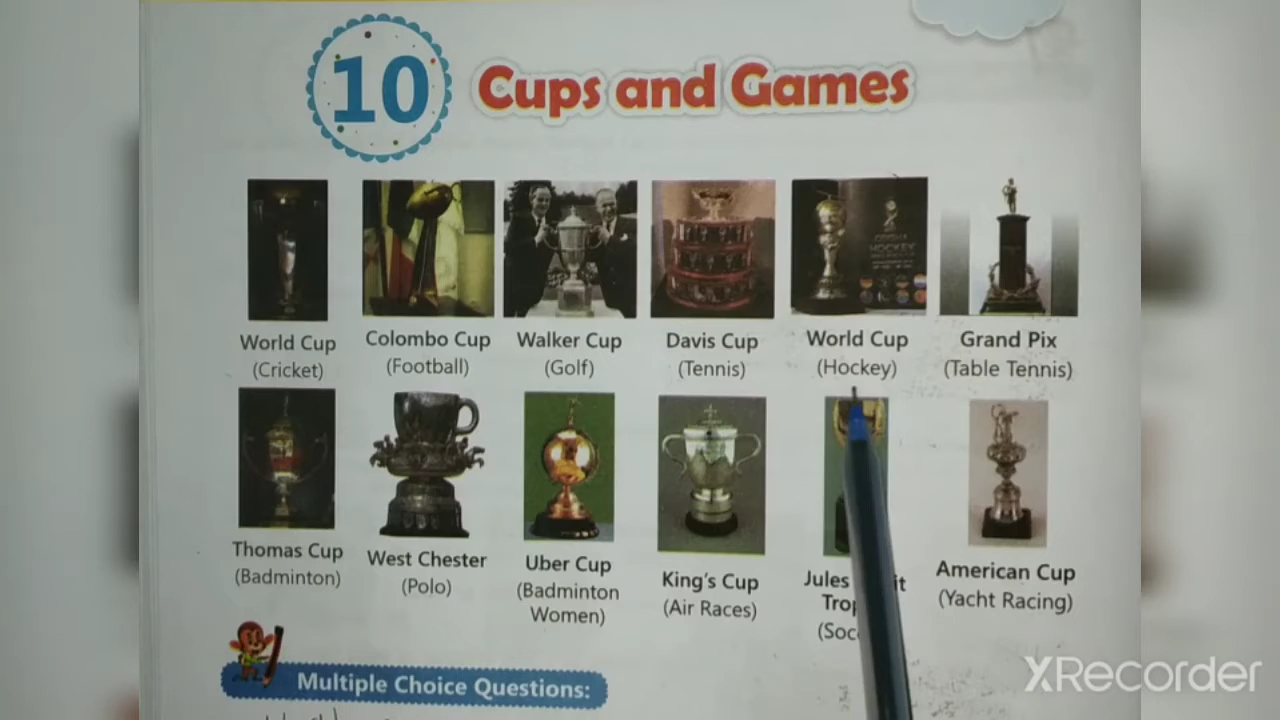 10 Cups and Games
HOCKEY
World Cup
(Cricket)
Colombo Cup
(Football)
Walker Cup
(Golf)
Davis Cup
(Tennis)
World Cup
(Hockey)
Grand Pix
(Table Tennis)
Thomas Cup
(Badminton)
West Chester
(Polo)
Uber Cup
(Badminton
Women)
King's Cup
(Air Races)
Jules
American Cup
(Yacht Racing)
Multiple Choice Questions:
XRecorder